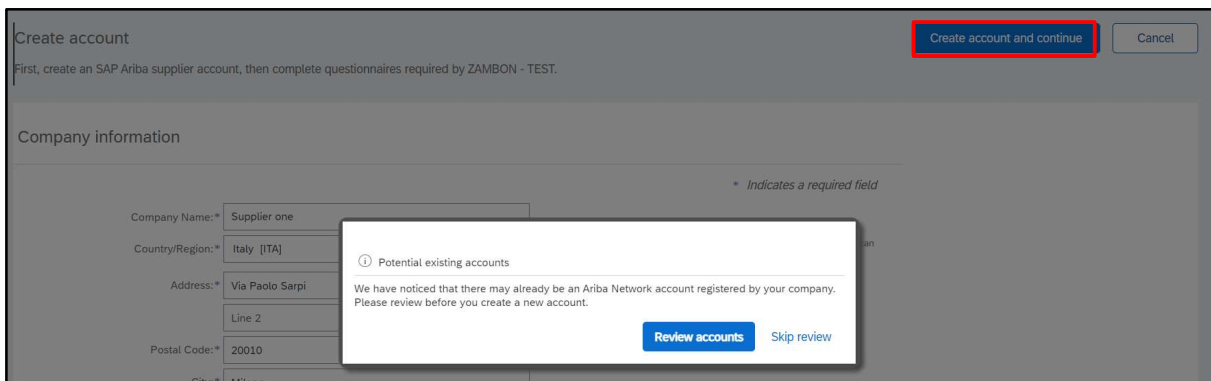 Create account
Create account and continue
Cancel
First, create an SAP Ariba supplier account, then complete questionnaires required by ZAMBON - TEST.
Company information
* Indicates a required field
Company Name:* Supplier one
Country/Region:* Italy [ITA]
can
Address:* Via Paolo Sarpi
Line 2
Postal Code:* 20010
Potential existing accounts
We have noticed that there may already be an Ariba Network account registered by your company.
Please review before you create a new account.
Review accounts
Skip review